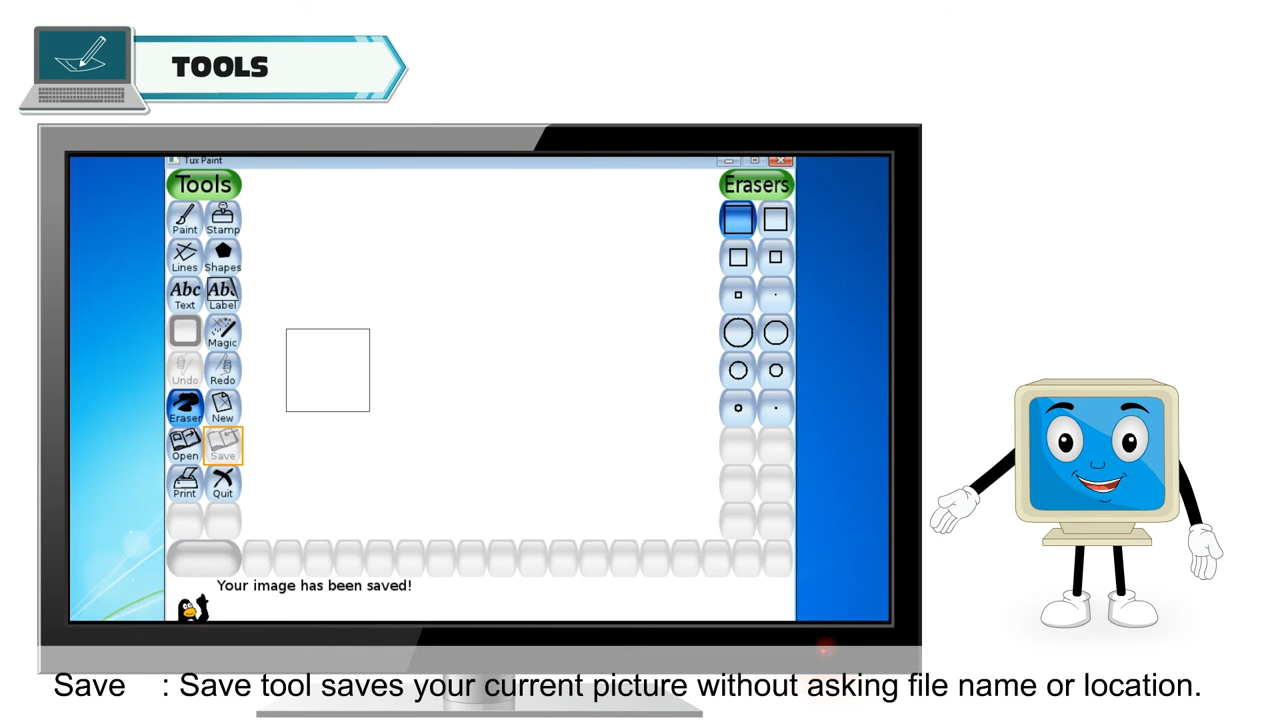 TOOLS
Tux Paint
Tools
Erasers
Paint Stamp
Lines Shapes
Abc Abc
Text Label
Magic
Undo Redo
Eraser New
Open Save
Print Quit
Your image has been saved!
Save : Save tool saves your current picture without asking file name or location.